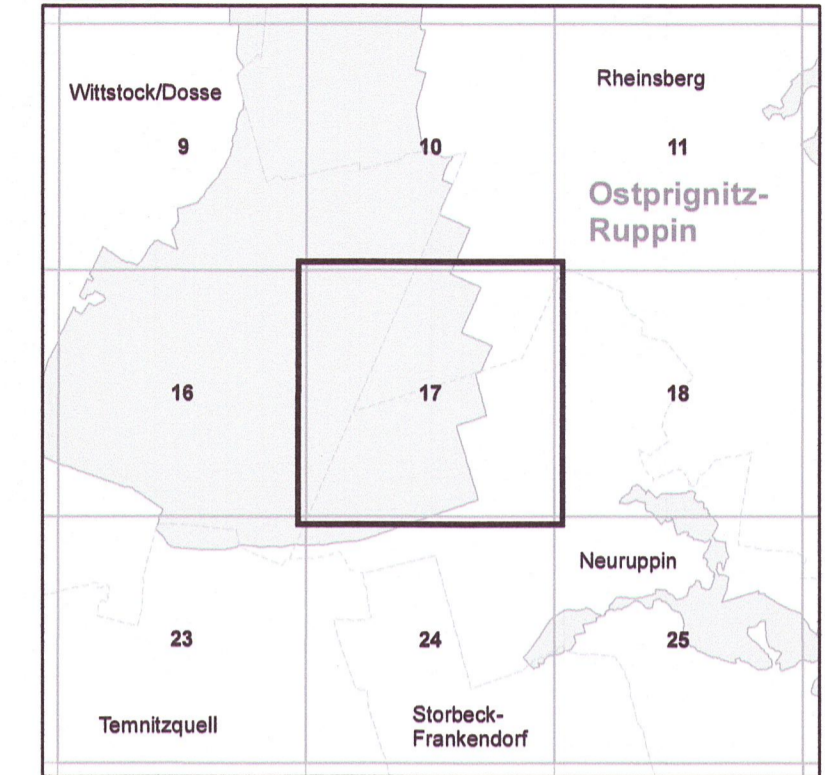 Wittstock/Dosse
Rheinsberg
9
10
11
Ostprignitz-
Ruppin
16
17
18
Neuruppin
23
24
25
Temnitzquell
Storbeck-
Frankendorf